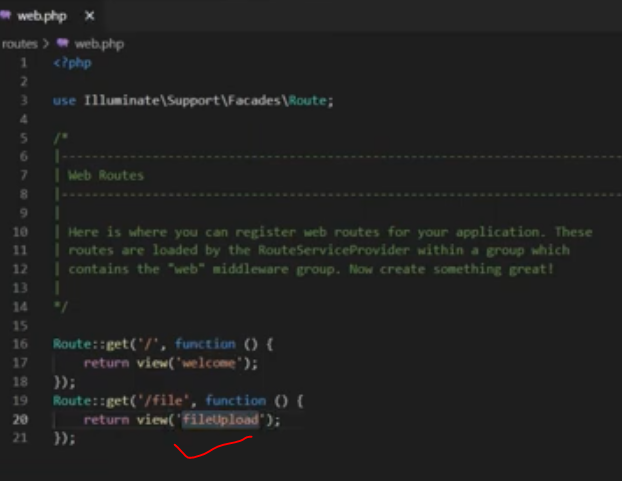 web.php ×
routes > web.php
1 <?php
2
3 use Illuminate\Support\Facades\Route;
4
5 /*
6 |--------------------------------------------------------------------------
7 | Web Routes
8 |--------------------------------------------------------------------------
9 |
10 | Here is where you can register web routes for your application. These
11 | routes are loaded by the RouteServiceProvider within a group which
12 | contains the "web" middleware group. Now create something great!
13 |
14 */
15
16 Route::get('/', function () {
17 return view('welcome');
18 });
19 Route::get('/file', function () {
20 return view('fileUpload');
21 });